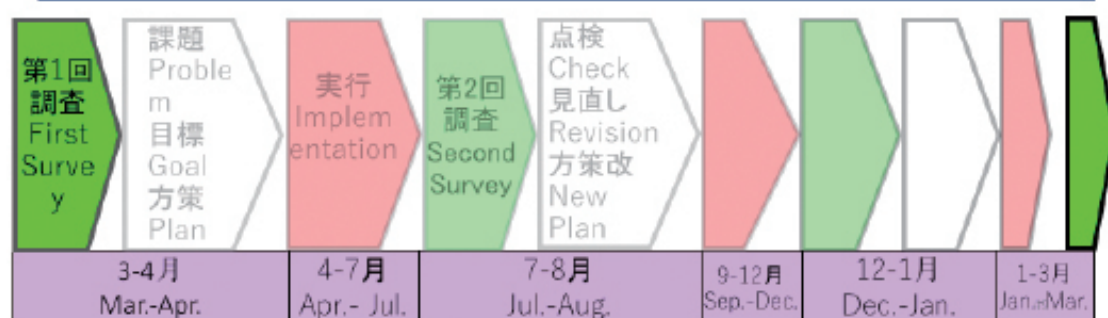 第1回
調査
First
Surve
y
課題
Proble
m
目標
Goal
方策
Plan
実行
Implem
entation
第2回
調査
Second
Survey
点検
Check
見直し
Revision
方策改
New
Plan
3-4月
Mar.-Apr.
4-7月
Apr.- Jul.
7-8月
Jul.-Aug.
9-12月
Sep.-Dec.
12-1月
Dec.-Jan.
1-3月
Jan.-Mar.